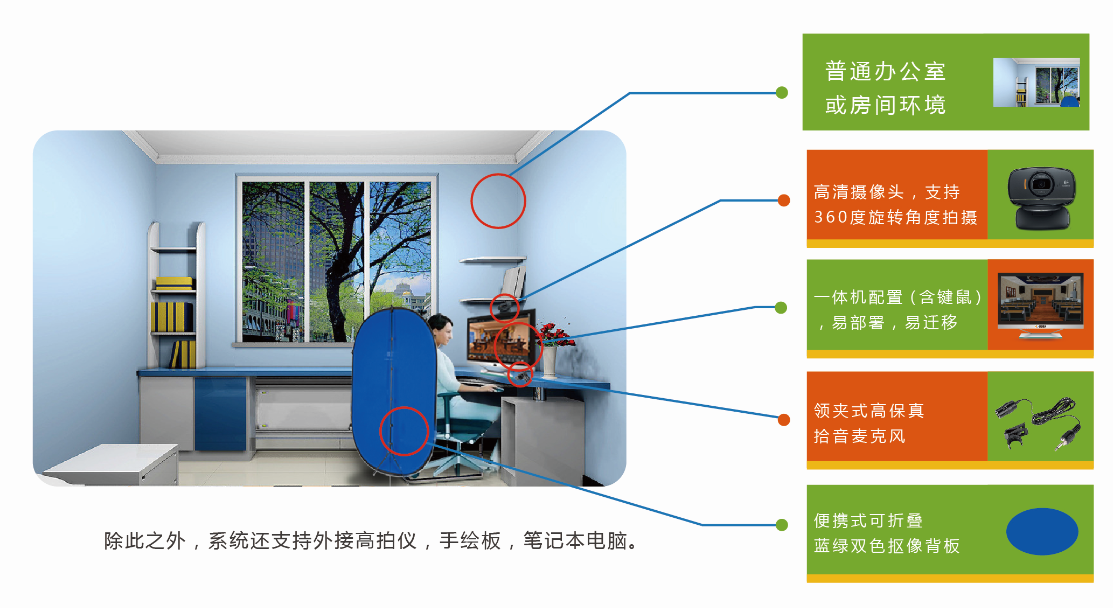 普通办公室
或房间环境
高清摄像头，支持
360度旋转角度拍摄
一体机配置（含键鼠）
，易部署，易迁移
领夹式高保真
拾音麦克风
便携式可折叠
蓝绿双色抠像背板
除此之外，系统还支持外接高拍仪，手绘板，笔记本电脑。